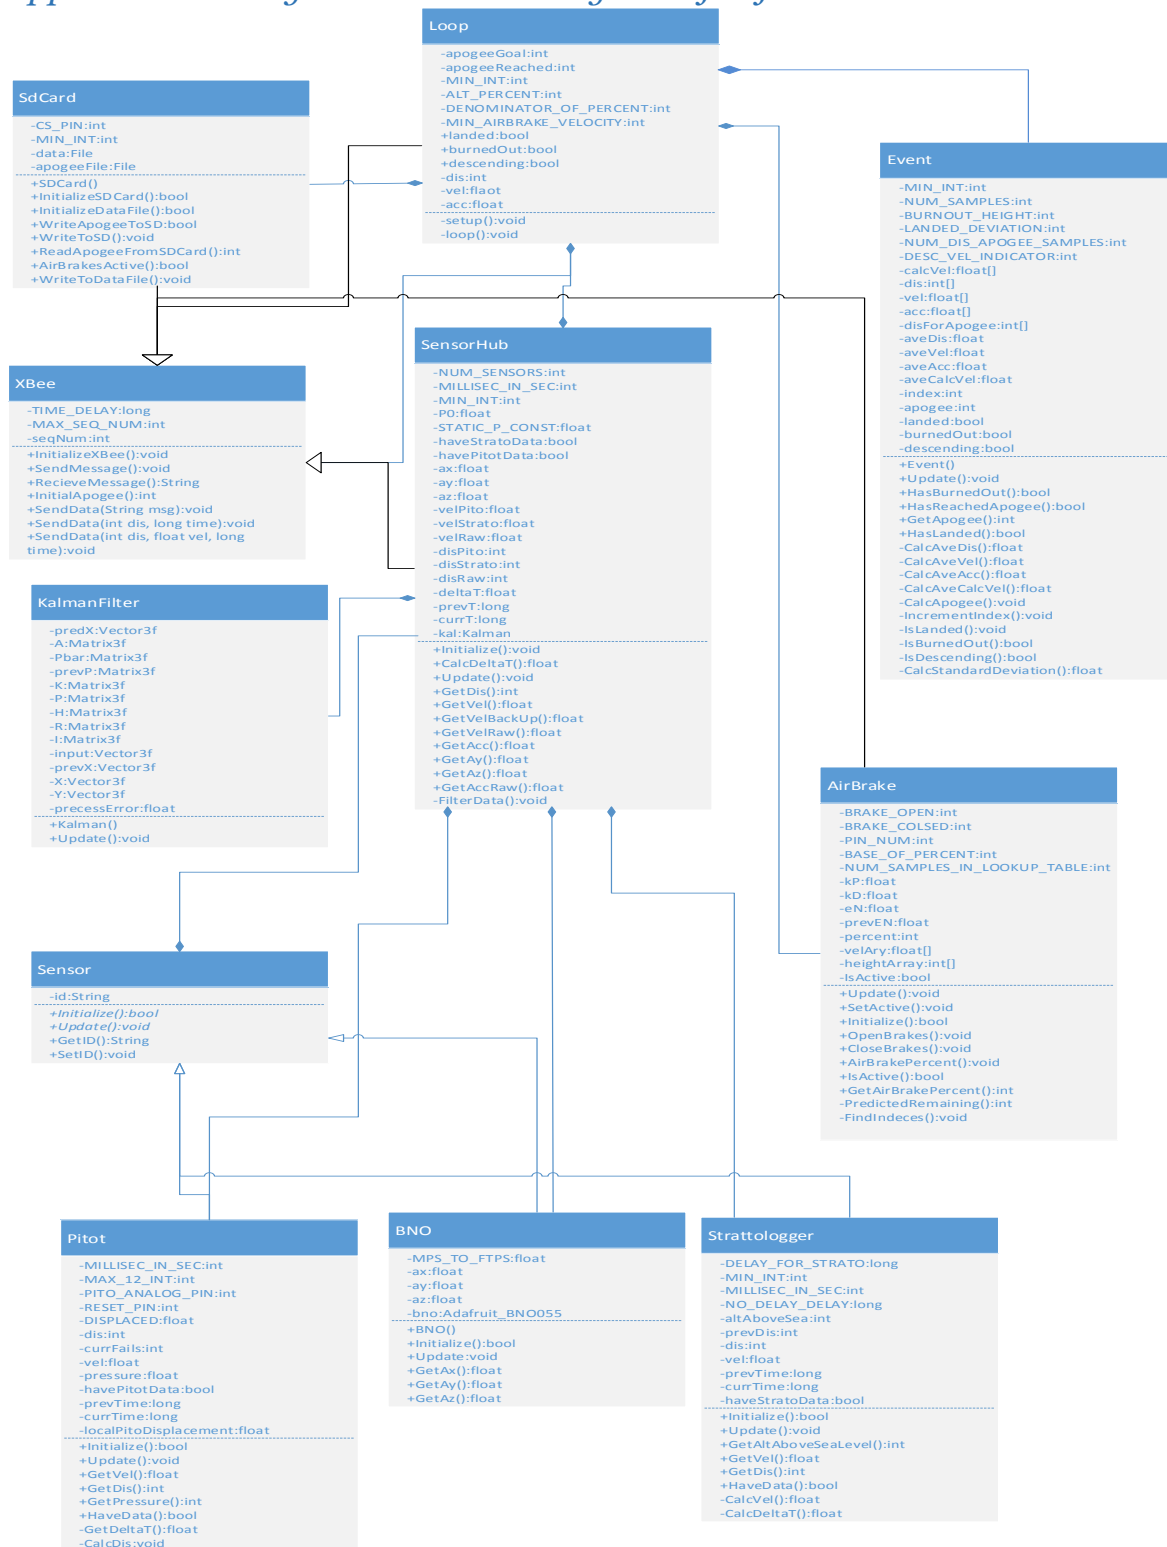 Loop
-apogeeGoal:int
-apogeeReached:int
-MIN_INT:int
-ALT_PERCENT:int
-DENOMINATOR_OF_PERCENT:int
-MIN_AIRBRAKE_VELOCITY:int
+landed:bool
+burnedOut:bool
+descending:bool
-dis:int
-vel:flaot
-acc:float
-setup():void
-loop():void
SdCard
-CS_PIN:int
-MIN_INT:int
-data:File
-apogeeFile:File
+SDCard()
+InitializeSDCard():bool
+InitializeDataFile():bool
+WriteApogeeToSD:bool
+WriteToSD():void
+ReadApogeeFromSDCard():int
+AirBrakesActive():bool
+WriteToDataFile():void
Event
-MIN_INT:int
-NUM_SAMPLES:int
-BURNOUT_HEIGHT:int
-LANDED_DEVIATION:int
-NUM_DIS_APOGEE_SAMPLES:int
-DESC_VEL_INDICATOR:int
-calcVel:float[]
-dis:int[]
-vel:float[]
-acc:float[]
-disForApogee:int[]
-aveDis:float
-aveVel:float
-aveAcc:float
-aveCalcVel:float
-index:int
-apogee:int
-landed:bool
-burnedOut:bool
-descending:bool
+Event()
+Update():void
+HasBurnedOut():bool
+HasReachedApogee():bool
+GetApogee():int
+HasLanded():bool
-CalcAveDis():float
-CalcAveVel():float
-CalcAveAcc():float
-CalcAveCalcVel():float
-CalcApogee():void
-IncrementIndex():void
-IsLanded():void
-IsBurnedOut():bool
-IsDescending():bool
-CalcStandardDeviation():float
XBee
-TIME_DELAY:long
-MAX_SEQ_NUM:int
-seqNum:int
+InitializeXBee():void
+SendMessage():void
+RecieveMessage():String
+InitialApogee():int
+SendData(String msg):void
+SendData(int dis, long time):void
+SendData(int dis, float vel, long
time):void
SensorHub
-NUM_SENSORS:int
-MILLISEC_IN_SEC:int
-MIN_INT:int
-P0:float
-STATIC_P_CONST:float
-haveStratoData:bool
-havePitotData:bool
-ax:float
-ay:float
-az:float
-velPito:float
-velStrato:float
-velRaw:float
-disPito:int
-disStrato:int
-disRaw:int
-deltaT:float
-prevT:long
-currT:long
-kal:Kalman
+Initialize():void
+CalcDeltaT():float
+Update():void
+GetDis():int
+GetVel():float
+GetVelBackUp():float
+GetVelRaw():float
+GetAcc():float
+GetAy():float
+GetAz():float
+GetAccRaw():float
-FilterData():void
KalmanFilter
-predX:Vector3f
-A:Matrix3f
-Pbar:Matrix3f
-prevP:Matrix3f
-K:Matrix3f
-P:Matrix3f
-H:Matrix3f
-R:Matrix3f
-I:Matrix3f
-input:Vector3f
-prevX:Vector3f
-X:Vector3f
-Y:Vector3f
-precessError:float
+Kalman()
+Update():void
AirBrake
-BRAKE_OPEN:int
-BRAKE_COLSED:int
-PIN_NUM:int
-BASE_OF_PERCENT:int
-NUM_SAMPLES_IN_LOOKUP_TABLE:int
-kP:float
-kD:float
-eN:float
-prevEN:float
-percent:int
-velAry:float[]
-heightArray:int[]
-IsActive:bool
+Update():void
+SetActive():void
+Initialize():bool
+OpenBrakes():void
+CloseBrakes():void
+AirBrakePercent():void
+IsActive():bool
+GetAirBrakePercent():int
-PredictedRemaining():int
-FindIndeces():void
Sensor
-id:String
+Initialize():bool
+Update():void
+GetID():String
+SetID():void
Pitot
-MILLISEC_IN_SEC:int
-MAX_12_INT:int
-PITO_ANALOG_PIN:int
-RESET_PIN:int
-DISPLACED:float
-dis:int
-currFails:int
-vel:float
-pressure:float
-havePitotData:bool
-prevTime:long
-currTime:long
-localPitoDisplacement:float
+Initialize():bool
+Update():void
+GetVel():float
+GetDis():int
+GetPressure():int
+HaveData():bool
-GetDeltaT():float
-CalcDis:void
BNO
-MPS_TO_FTPS:float
-ax:float
-ay:float
-az:float
-bno:Adafruit_BNO055
+BNO()
+Initialize():bool
+Update:void
+GetAx():float
+GetAy():float
+GetAz():float
Strattologger
-DELAY_FOR_STRATO:long
-MIN_INT:int
-MILLISEC_IN_SEC:int
-NO_DELAY_DELAY:long
-altAboveSea:int
-prevDis:int
-dis:int
-vel:float
-prevTime:long
-currTime:long
-haveStratoData:bool
+Initialize():bool
+Update():void
+GetAltAboveSeaLevel():int
+GetVel():float
+GetDis():int
+HaveData():bool
-CalcVel():float
-CalcDeltaT():float